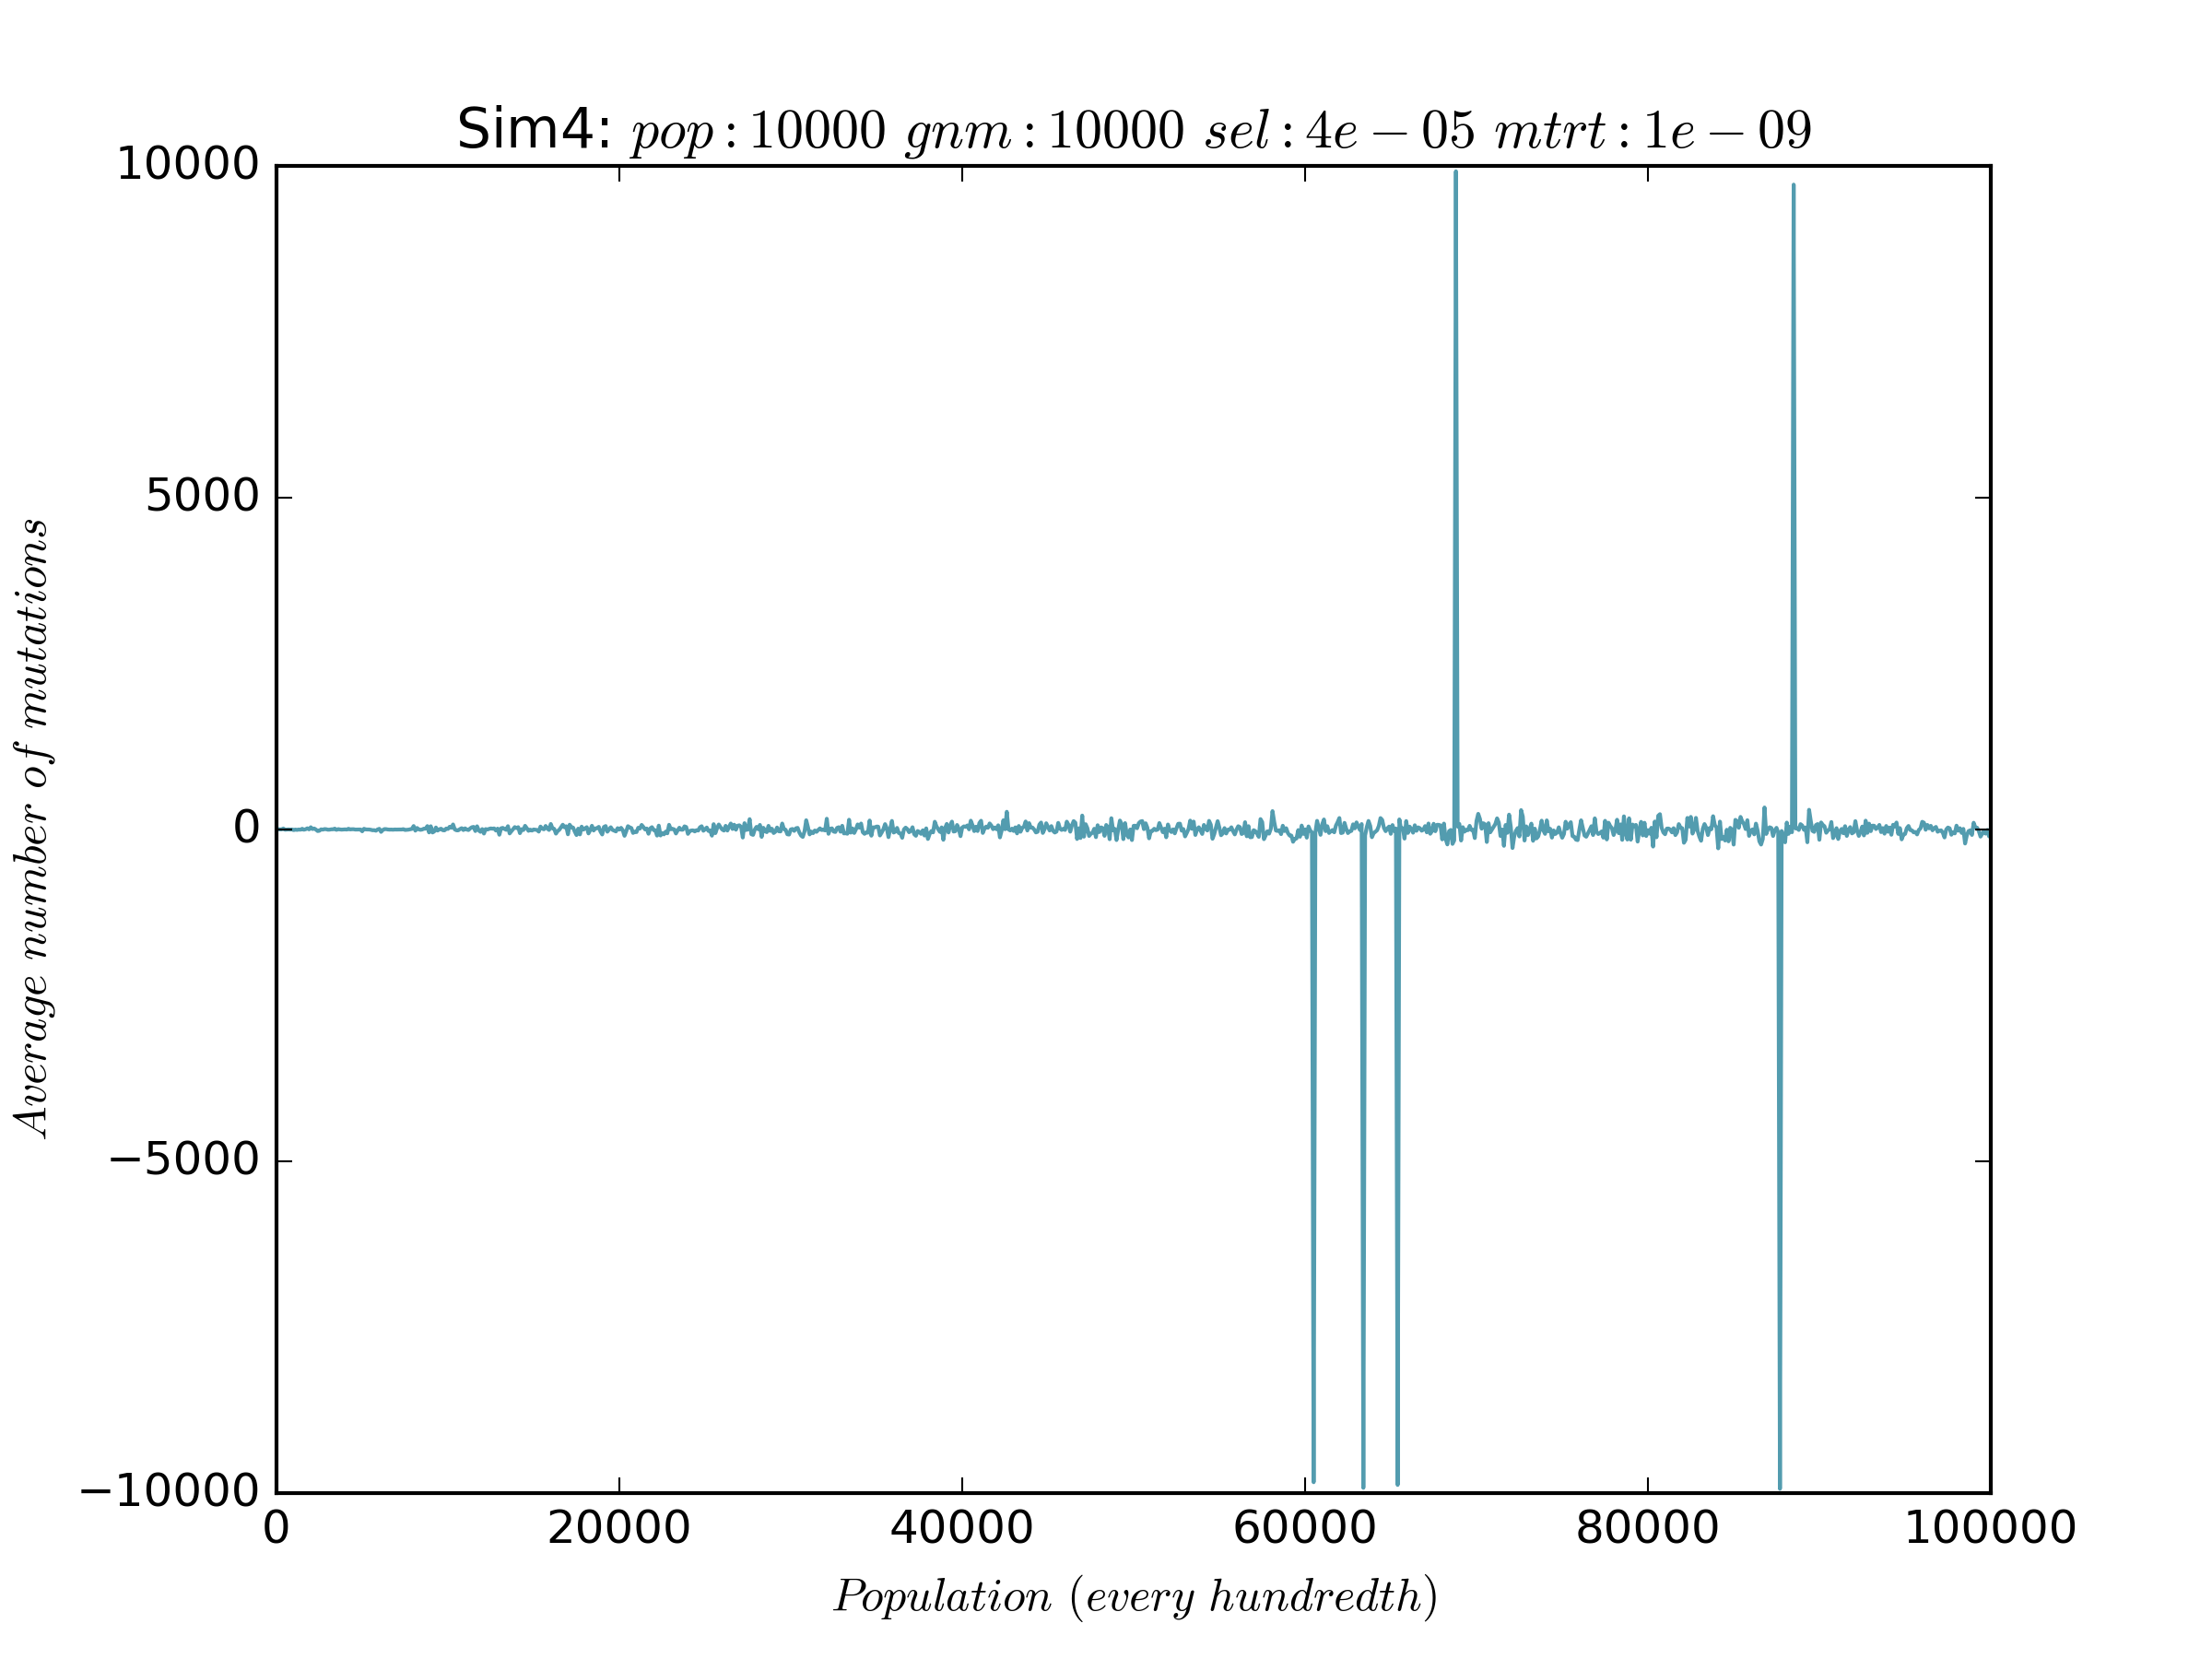 Sim4: pop : 10000 gnm : 10000 sel : 4e − 05 mtrt : 1e − 09
10000
5000
0
−5000
−10000
Average number of mutations
0 20000 40000 60000 80000 100000
Population (every hundredth)